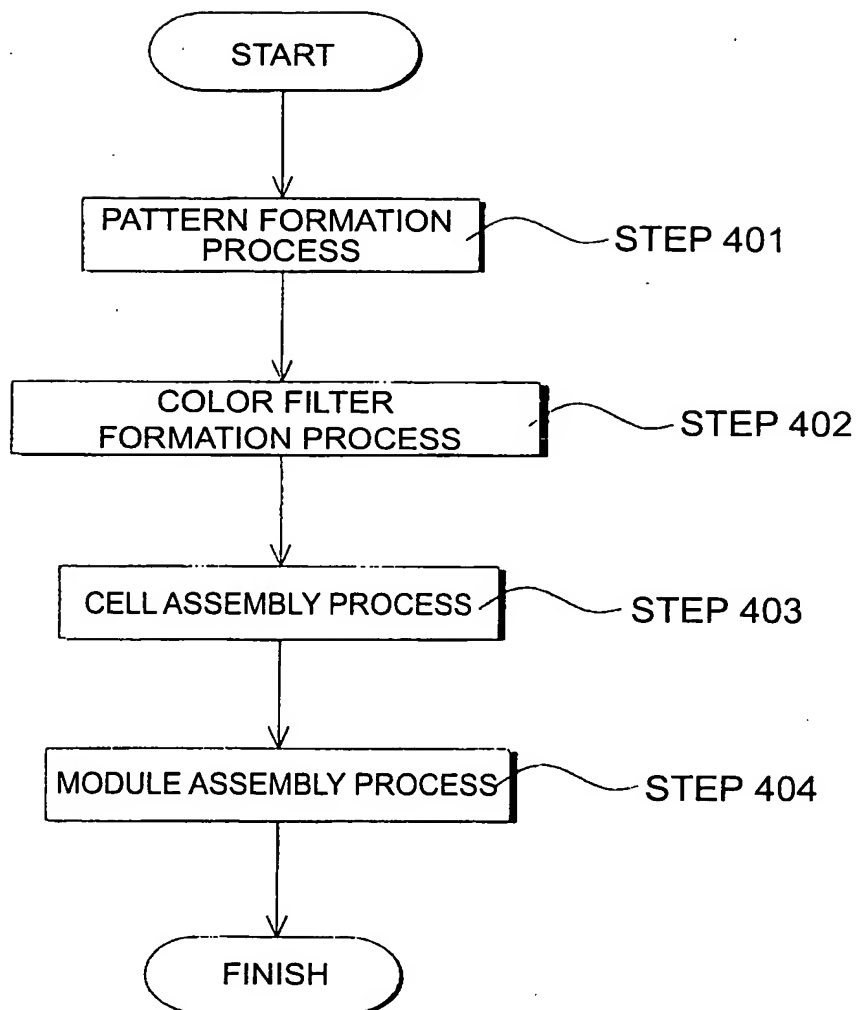 START
PATTERN FORMATION
PROCESS
STEP 401
COLOR FILTER
FORMATION PROCESS
STEP 402
CELL ASSEMBLY PROCESS
STEP 403
MODULE ASSEMBLY PROCESS
STEP 404
FINISH